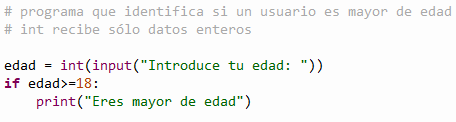 # programa que identifica si un usuario es mayor de edad
# int recibe sólo datos enteros
edad = int(input("Introduce tu edad: "))
if edad>=18:
    print("Eres mayor de edad")